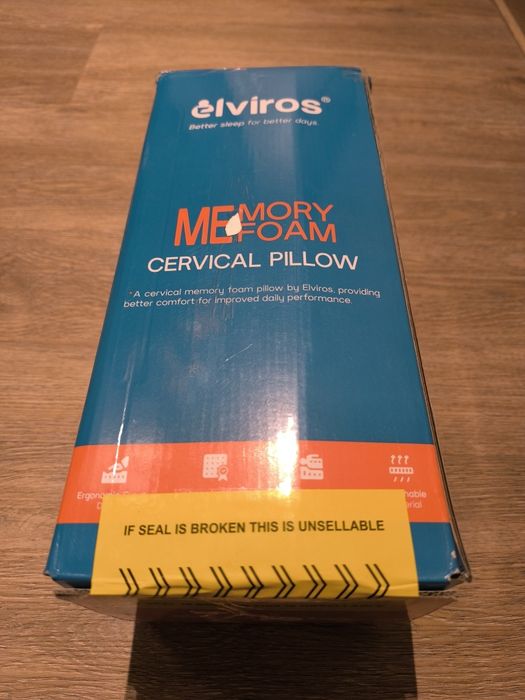 elviros®
Better sleep for better days.
MEMORY
FOAM
CERVICAL PILLOW
"A cervical memory foam pillow by Elviros, providing
better comfort for improved daily performance.
IF SEAL IS BROKEN THIS IS UNSELLABLE